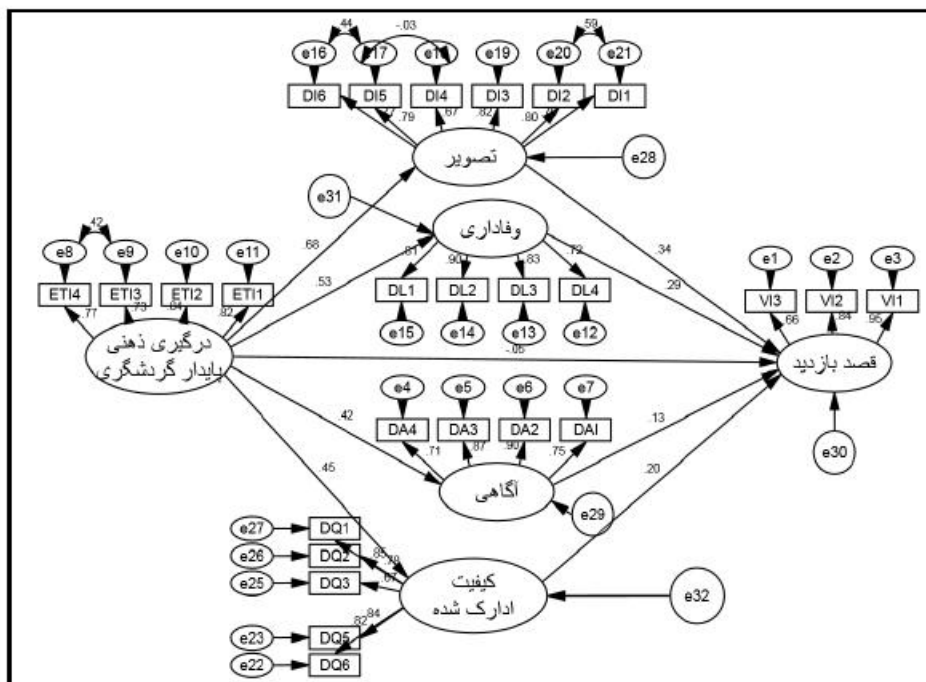 .44 -.03 .59
e16 e17 e18 e19 e20 e21
DI6 DI5 DI4 DI3 DI2 DI1
.77 .79 .67 .82 .80
تصویر
e28
e31
وفاداری
.42
e8 e9 e10 e11
ETI4 ETI3 ETI2 ETI1
.77 .73 .84 .82
.68
.53
.81 .90 .83 .72
DL1 DL2 DL3 DL4
e15 e14 e13 e12
.34
.29
e1 e2 e3
VI3 VI2 VI1
.66 .84 .95
درگیری ذهنی
پایدار گردشگری
-.05
قصد بازدید
e4 e5 e6 e7
DA4 DA3 DA2 DAI
.71 .87 .90 .75
.42
.13
آگاهی
e29
e30
.45
.20
e27 DQ1
e26 DQ2
e25 DQ3
.85 .79 .67
کیفیت
ادارک شده
e32
e23 DQ5
e22 DQ6
.82 .84